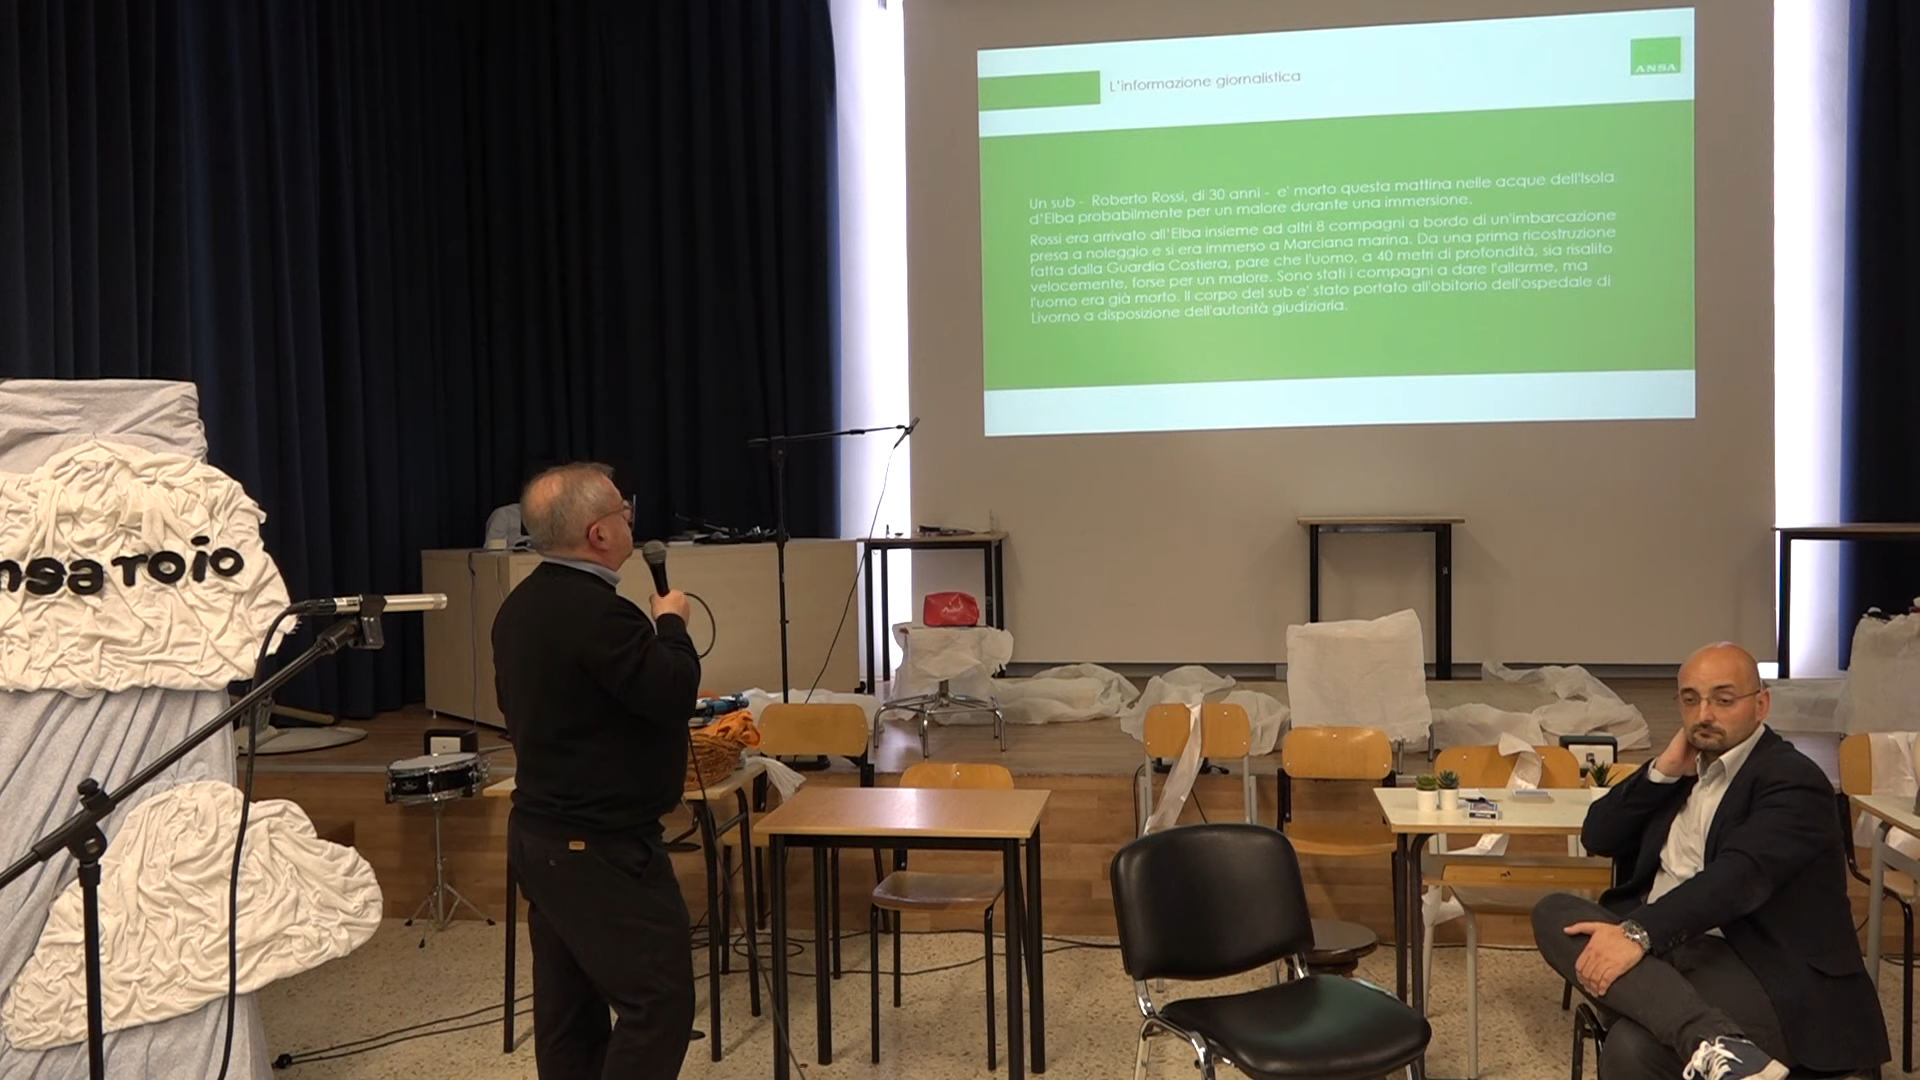 L'informazione giornalistica
ANSA
Un sub - Roberto Rossi, di 30 anni - e' morto questa mattina nelle acque dell'Isola
d'Elba probabilmente per un malore durante una immersione.
Rossi era arrivato all'Elba insieme ad altri 8 compagni a bordo di un'imbarcazione
presa a noleggio e si era immerso a Marciana marina. Da una prima ricostruzione
fatta dalla Guardia Costiera, pare che l'uomo, a 40 metri di profondità, sia risalito
velocemente, forse per un malore. Sono stati i compagni a dare l'allarme, ma
l'uomo era già morto. Il corpo del sub e' stato portato all'obitorio dell'ospedale di
Livorno a disposizione dell'autorità giudiziaria.